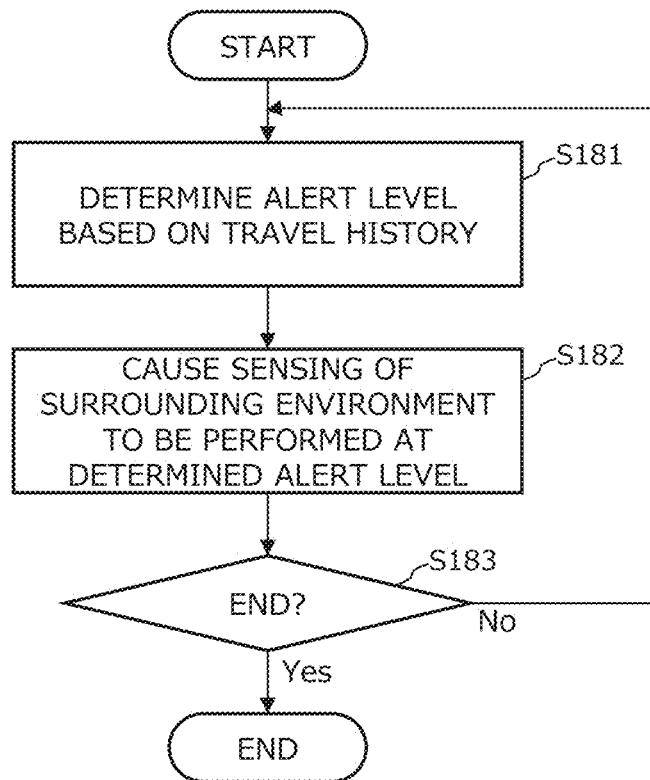 START
S181
DETERMINE ALERT LEVEL
BASED ON TRAVEL HISTORY
S182
CAUSE SENSING OF
SURROUNDING ENVIRONMENT
TO BE PERFORMED AT
DETERMINED ALERT LEVEL
S183
END?
No
Yes
END